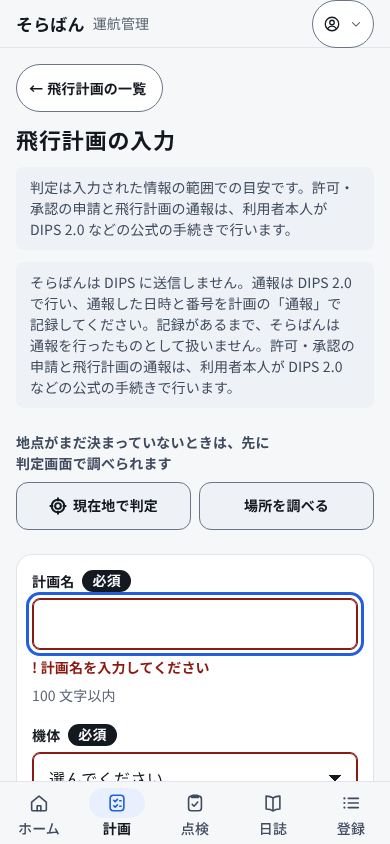 そらばん 運航管理
← 飛行計画の一覧
飛行計画の入力
判定は入力された情報の範囲での目安です。許可・
承認の申請と飛行計画の通報は、利用者本人が
DIPS 2.0 などの公式の手続きで行います。
そらばんは DIPS に送信しません。通報は DIPS 2.0
で行い、通報した日時と番号を計画の「通報」で
記録してください。記録があるまで、そらばんは
通報を行ったものとして扱いません。許可・承認の
申請と飛行計画の通報は、利用者本人が DIPS 2.0
などの公式の手続きで行います。
地点がまだ決まっていないときは、先に
判定画面で調べられます
現在地で判定 場所を調べる
計画名 必須
! 計画名を入力してください
100 文字以内
機体 必須
選んでください
ホーム 計画 点検 日誌 登録